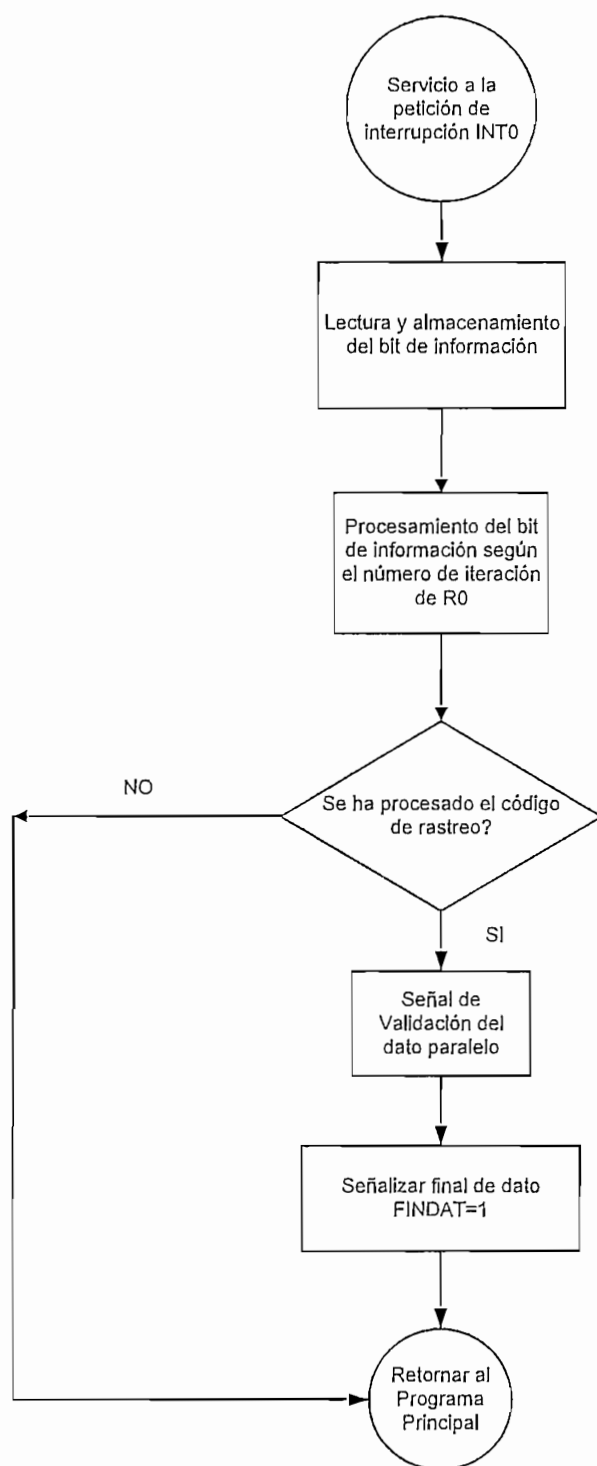 Servicio a la
petición de
interrupción INT0
Lectura y almacenamiento
del bit de información
Procesamiento del bit
de información según
el número de iteración
de R0
NO
Se ha procesado el código
de rastreo?
SI
Señal de
Validación del
dato paralelo
Señalizar final de dato
FINDAT=1
Retornar al
Programa
Principal